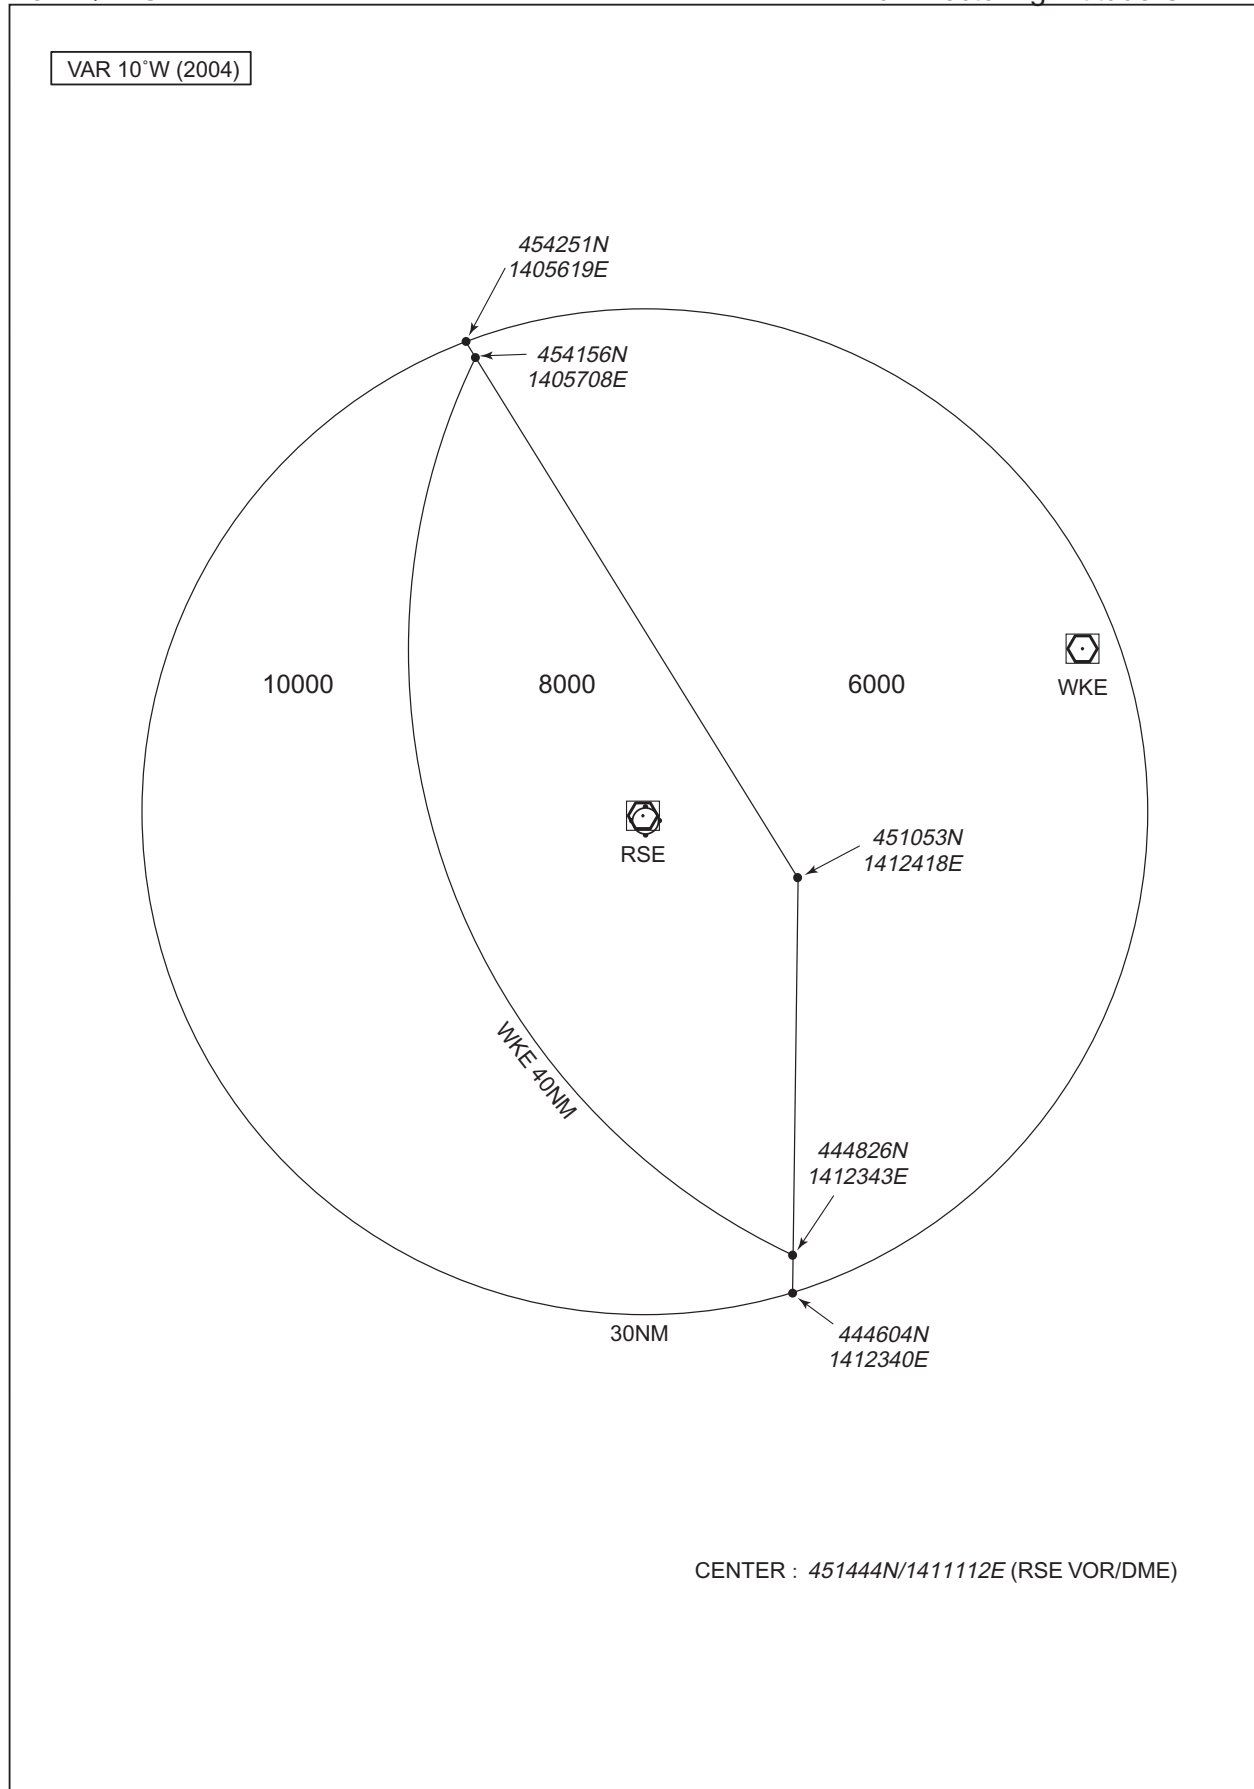 VAR 10°W (2004)
454251N
1405619E
454156N
1405708E
10000
8000
6000
WKE
RSE
451053N
1412418E
WKE 40NM
444826N
1412343E
30NM
444604N
1412340E
CENTER : 451444N/1411112E (RSE VOR/DME)